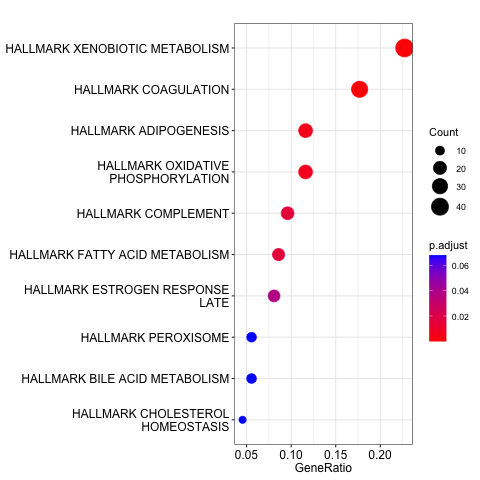 HALLMARK XENOBIOTIC METABOLISM
HALLMARK COAGULATION
HALLMARK ADIPOGENESIS
HALLMARK OXIDATIVE
PHOSPHORYLATION
HALLMARK COMPLEMENT
HALLMARK FATTY ACID METABOLISM
HALLMARK ESTROGEN RESPONSE
LATE
HALLMARK PEROXISOME
HALLMARK BILE ACID METABOLISM
HALLMARK CHOLESTEROL
HOMEOSTASIS
0.05 0.10 0.15 0.20
GeneRatio
Count
10
20
30
40
p.adjust
0.06
0.04
0.02